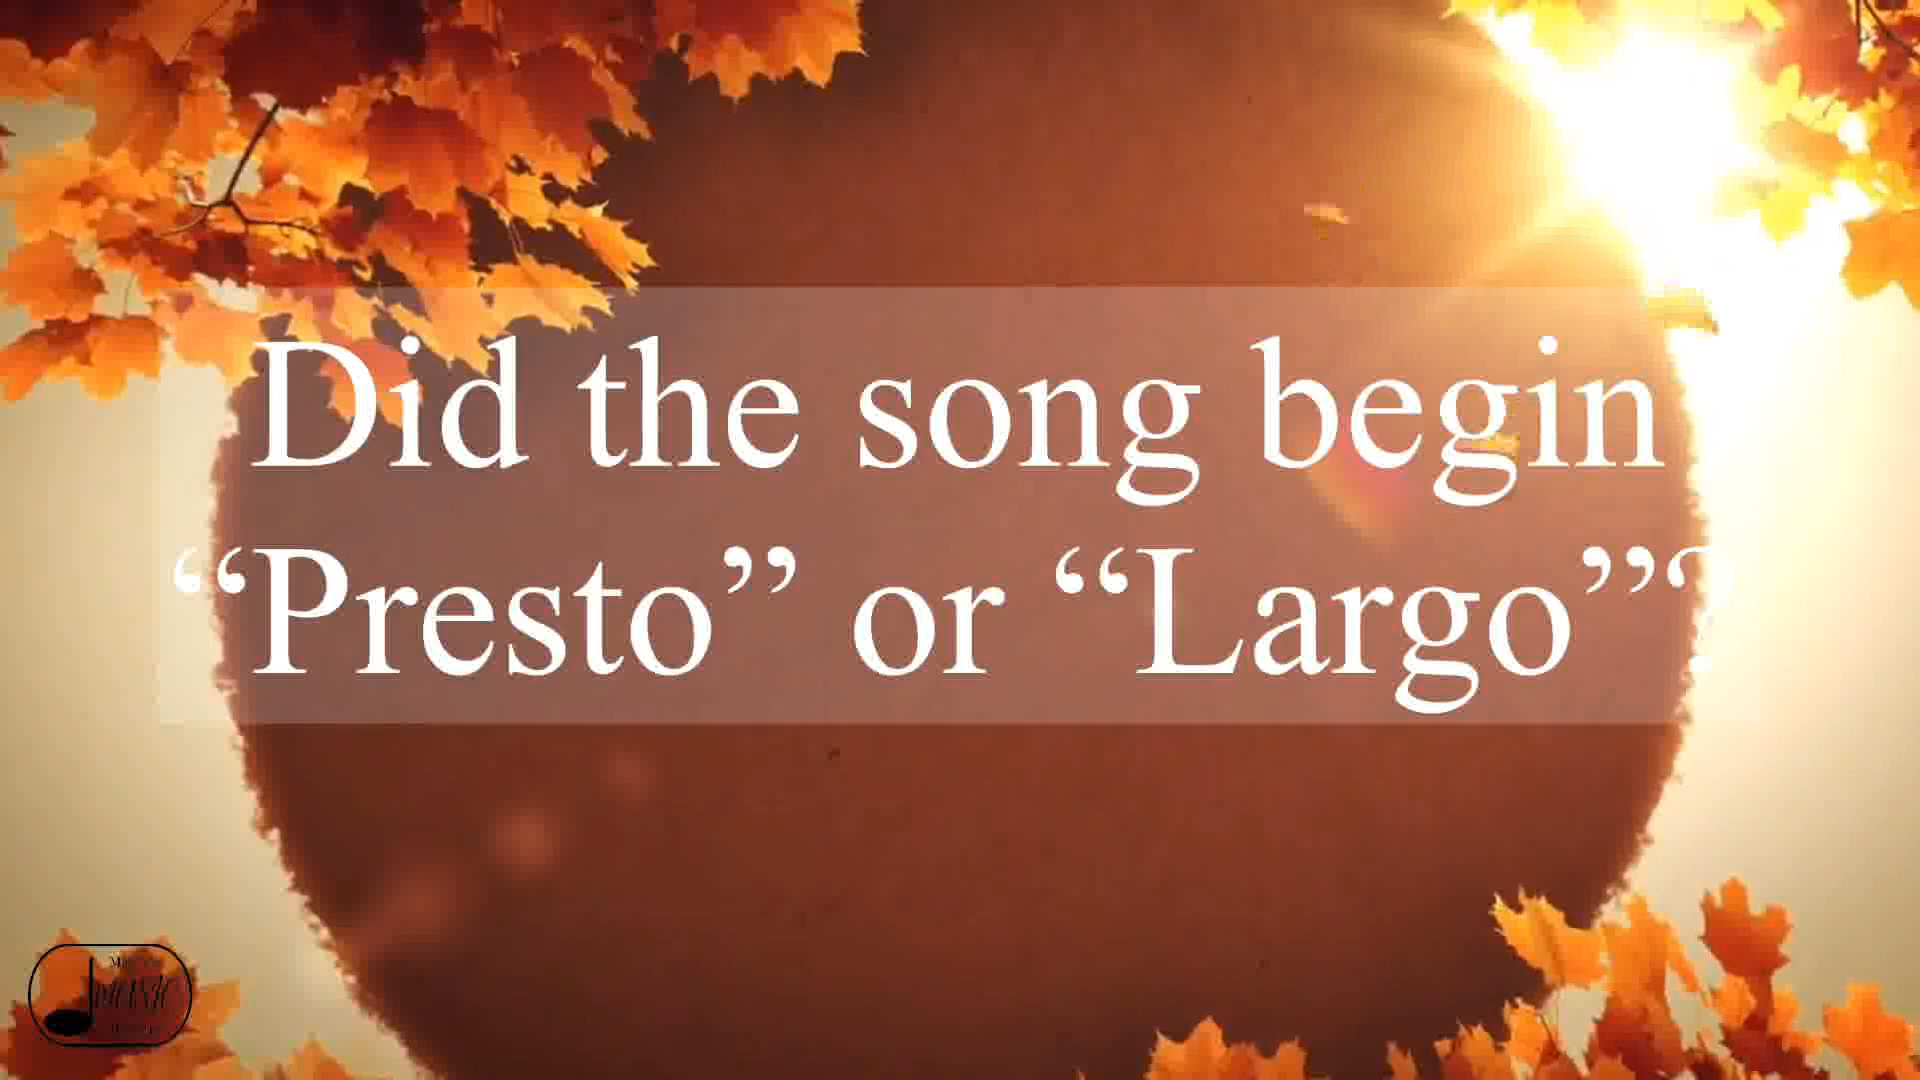 Did the song begin
“Presto” or “Largo”?